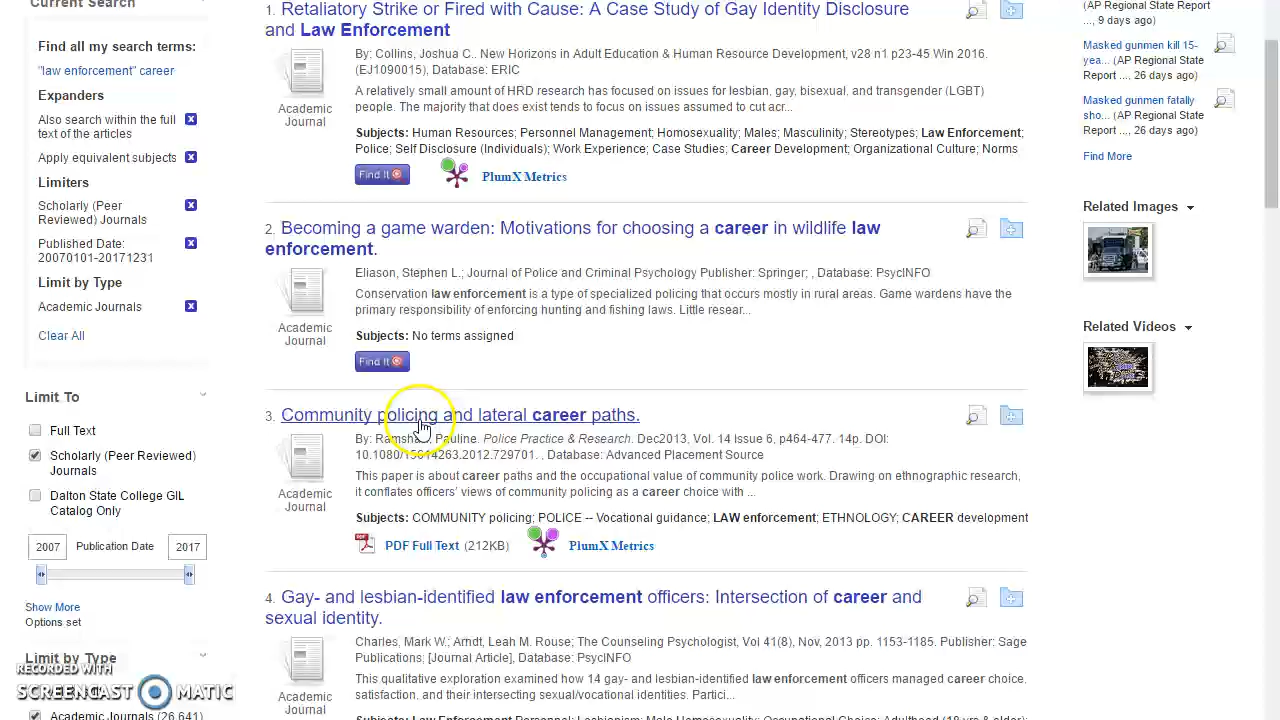 Current Search
Find all my search terms:
"law enforcement" career
Expanders
Also search within the full
text of the articles
Apply equivalent subjects
Limiters
Scholarly (Peer
Reviewed) Journals
Published Date:
20070101-20171231
Limit by Type
Academic Journals
Clear All
Limit To
Full Text
Scholarly (Peer Reviewed)
Journals
Dalton State College GIL
Catalog Only
2007 Publication Date 2017
Show More
Options set
Limit by Type
RECORDED WITH
SCREENCAST MATIC
Academic Journals (26,641)
1. Retaliatory Strike or Fired with Cause: A Case Study of Gay Identity Disclosure
and Law Enforcement
Academic
Journal
By: Collins, Joshua C. New Horizons in Adult Education & Human Resource Development, v28 n1 p23-45 Win 2016.
(EJ1090015), Database: ERIC
A relatively small amount of HRD research has focused on issues for lesbian, gay, bisexual, and transgender (LGBT)
people. The majority that does exist tends to focus on issues assumed to cut acr...
Subjects: Human Resources; Personnel Management; Homosexuality; Males; Masculinity; Stereotypes; Law Enforcement;
Police; Self Disclosure (Individuals); Work Experience; Case Studies; Career Development; Organizational Culture; Norms
Find It PlumX Metrics
2. Becoming a game warden: Motivations for choosing a career in wildlife law
enforcement.
Academic
Journal
Eliason, Stephen L.; Journal of Police and Criminal Psychology Publisher: Springer; , Database: PsycINFO
Conservation law enforcement is a type of specialized policing that occurs mostly in rural areas. Game wardens have the
primary responsibility of enforcing hunting and fishing laws. Little resear...
Subjects: No terms assigned
Find It
3. Community policing and lateral career paths.
Academic
Journal
By: Pauline. Police Practice & Research. Dec2013, Vol. 14 Issue 6, p464-477. 14p. DOI:
, Database: Advanced Placement Source
This paper is about career paths and the occupational value of community police work. Drawing on ethnographic research,
it conflates officers' views of community policing as a career choice with ...
Subjects: COMMUNITY policing; POLICE -- Vocational guidance; LAW enforcement; ETHNOLOGY; CAREER development
PDF Full Text (212KB) PlumX Metrics
4. Gay- and lesbian-identified law enforcement officers: Intersection of career and
sexual identity.
Academic
Journal
Charles, Mark W.; Arndt, Leah M. Rouse; The Counseling Psychologist, Vol 41(8), Nov, 2013 pp. 1153-1185. Publisher: Sage
Publications; [Journal Article], Database: PsycINFO
This qualitative exploration examined how 14 gay- and lesbian-identified law enforcement officers managed career choice,
satisfaction, and their intersecting sexual/vocational identities. Partici...
Subjects: Law Enforcement Personnel; Lesbianism; Male Homosexuality; Occupational Choice; Adulthood (18 yrs & older);
(AP Regional State Report
..., 9 days ago)
Masked gunmen kill 15-
yea... (AP Regional State
Report ..., 26 days ago)
Masked gunmen fatally
sho... (AP Regional State
Report ..., 26 days ago)
Find More
Related Images
Related Videos